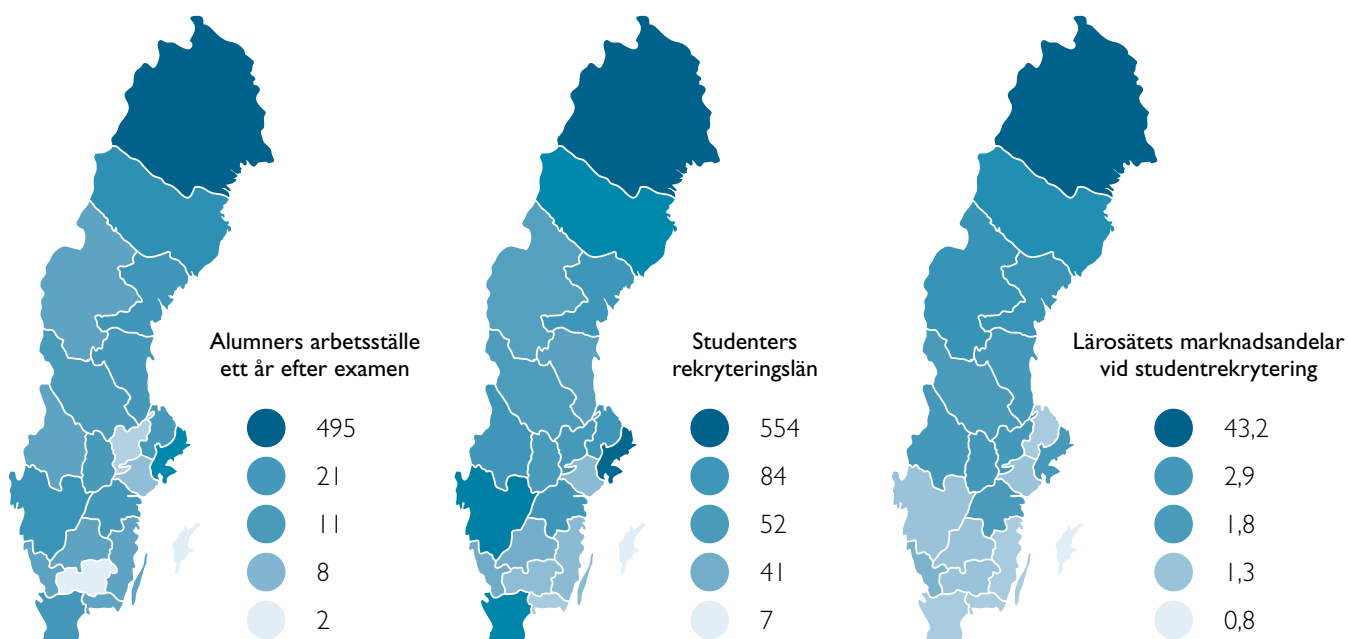 Alumners arbetsställe
ett år efter examen
495
21
11
8
2
Studenters
rekryteringslän
554
84
52
41
7
Lärosätets marknadsandelar
vid studentrekrytering
43,2
2,9
1,8
1,3
0,8